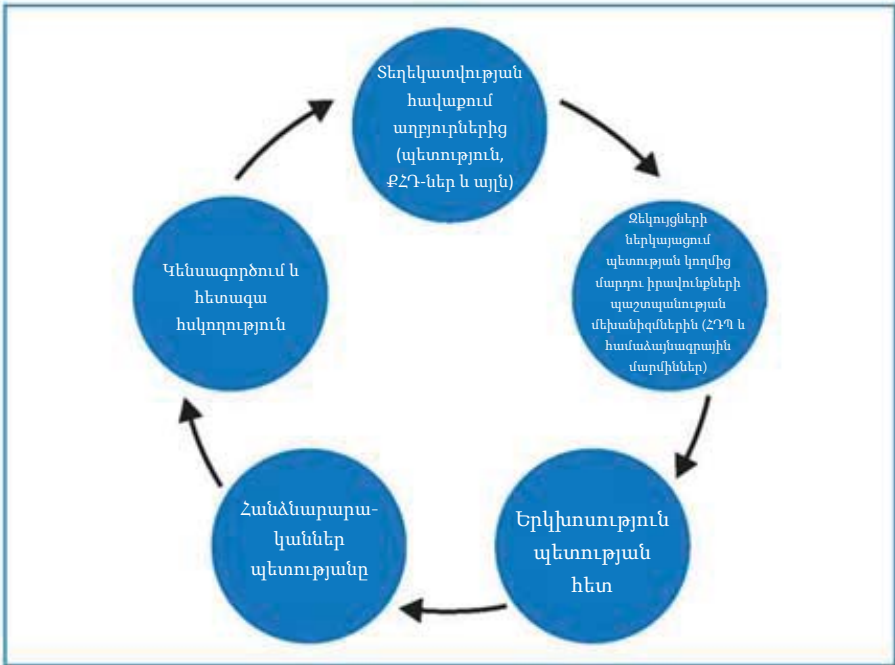 Տեղեկատվության
հավաքում
աղբյուրներից
(պետություն,
ՔՀԴ-ներ և այլն)
Զեկույցների
ներկայացում
պետության կողմից
մարդու իրավունքների
պաշտպանության
մեխանիզմներին (ՀԴՊ և
համաձայնագրային
մարմիններ)
Երկխոսություն
պետության
հետ
Հանձնարարա-
կաններ
պետությանը
Կենսագործում և
հետագա
հսկողություն